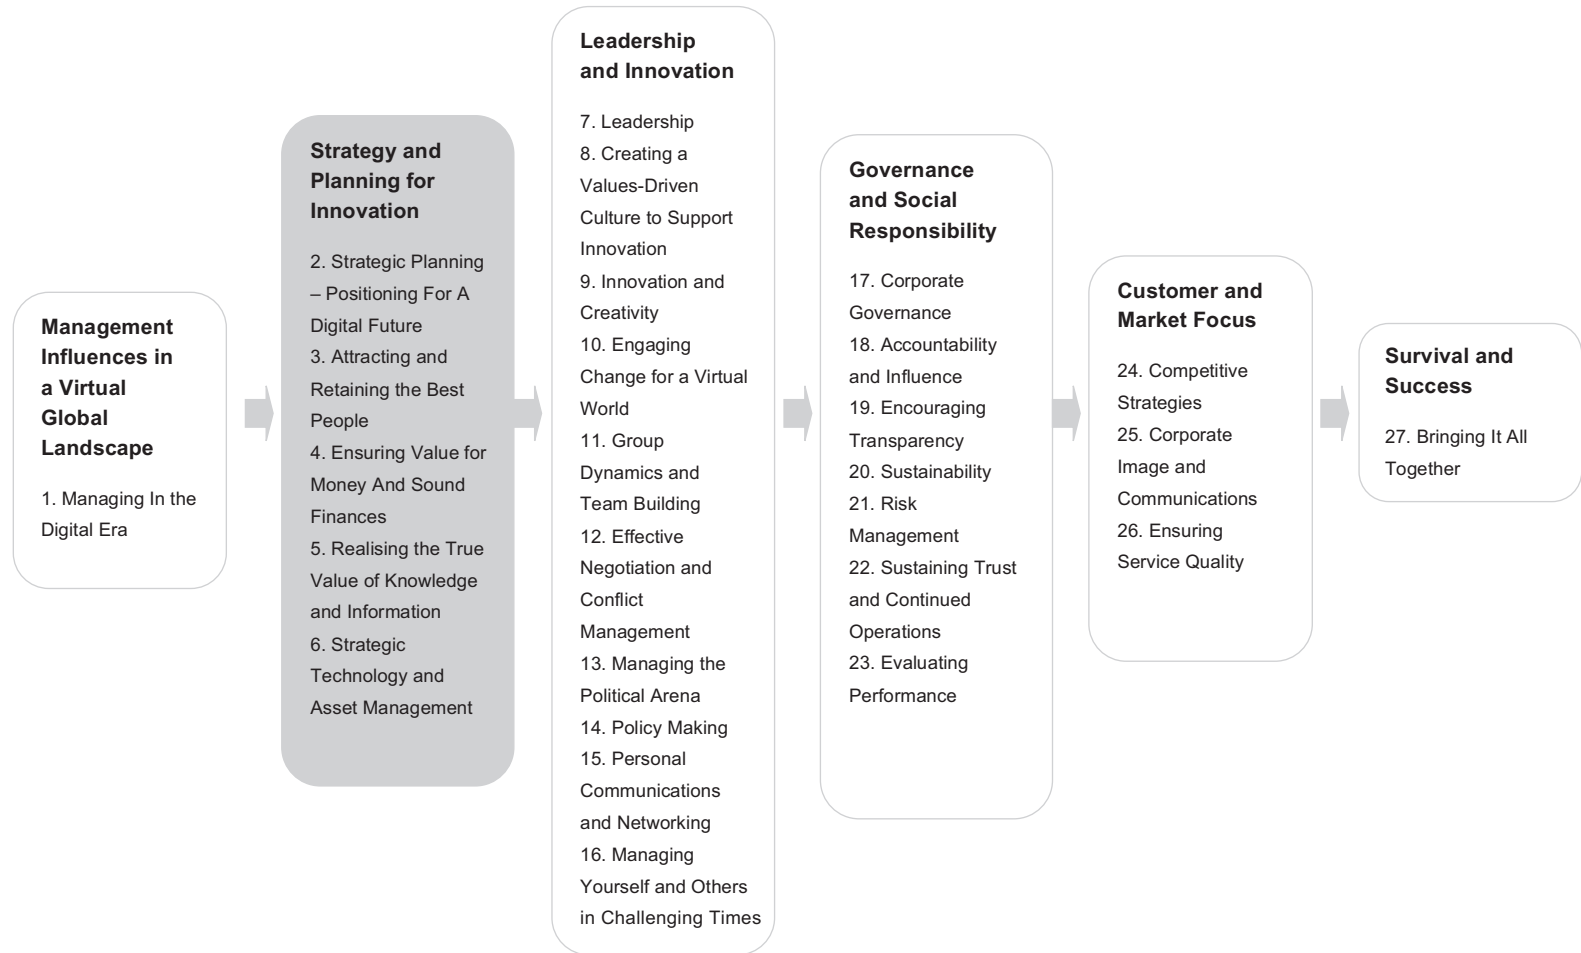 Management
Influences in
a Virtual
Global
Landscape
1. Managing In the
Digital Era
Strategy and
Planning for
Innovation
2. Strategic Planning
– Positioning For A
Digital Future
3. Attracting and
Retaining the Best
People
4. Ensuring Value for
Money And Sound
Finances
5. Realising the True
Value of Knowledge
and Information
6. Strategic
Technology and
Asset Management
Leadership
and Innovation
7. Leadership
8. Creating a
Values-Driven
Culture to Support
Innovation
9. Innovation and
Creativity
10. Engaging
Change for a Virtual
World
11. Group
Dynamics and
Team Building
12. Effective
Negotiation and
Conflict
Management
13. Managing the
Political Arena
14. Policy Making
15. Personal
Communications
and Networking
16. Managing
Yourself and Others
in Challenging Times
Governance
and Social
Responsibility
17. Corporate
Governance
18. Accountability
and Influence
19. Encouraging
Transparency
20. Sustainability
21. Risk
Management
22. Sustaining Trust
and Continued
Operations
23. Evaluating
Performance
Customer and
Market Focus
24. Competitive
Strategies
25. Corporate
Image and
Communications
26. Ensuring
Service Quality
Survival and
Success
27. Bringing It All
Together